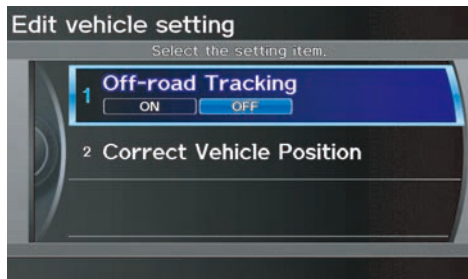 Edit vehicle setting
Select the setting item.
1 Off-road Tracking
ON OFF
2 Correct Vehicle Position